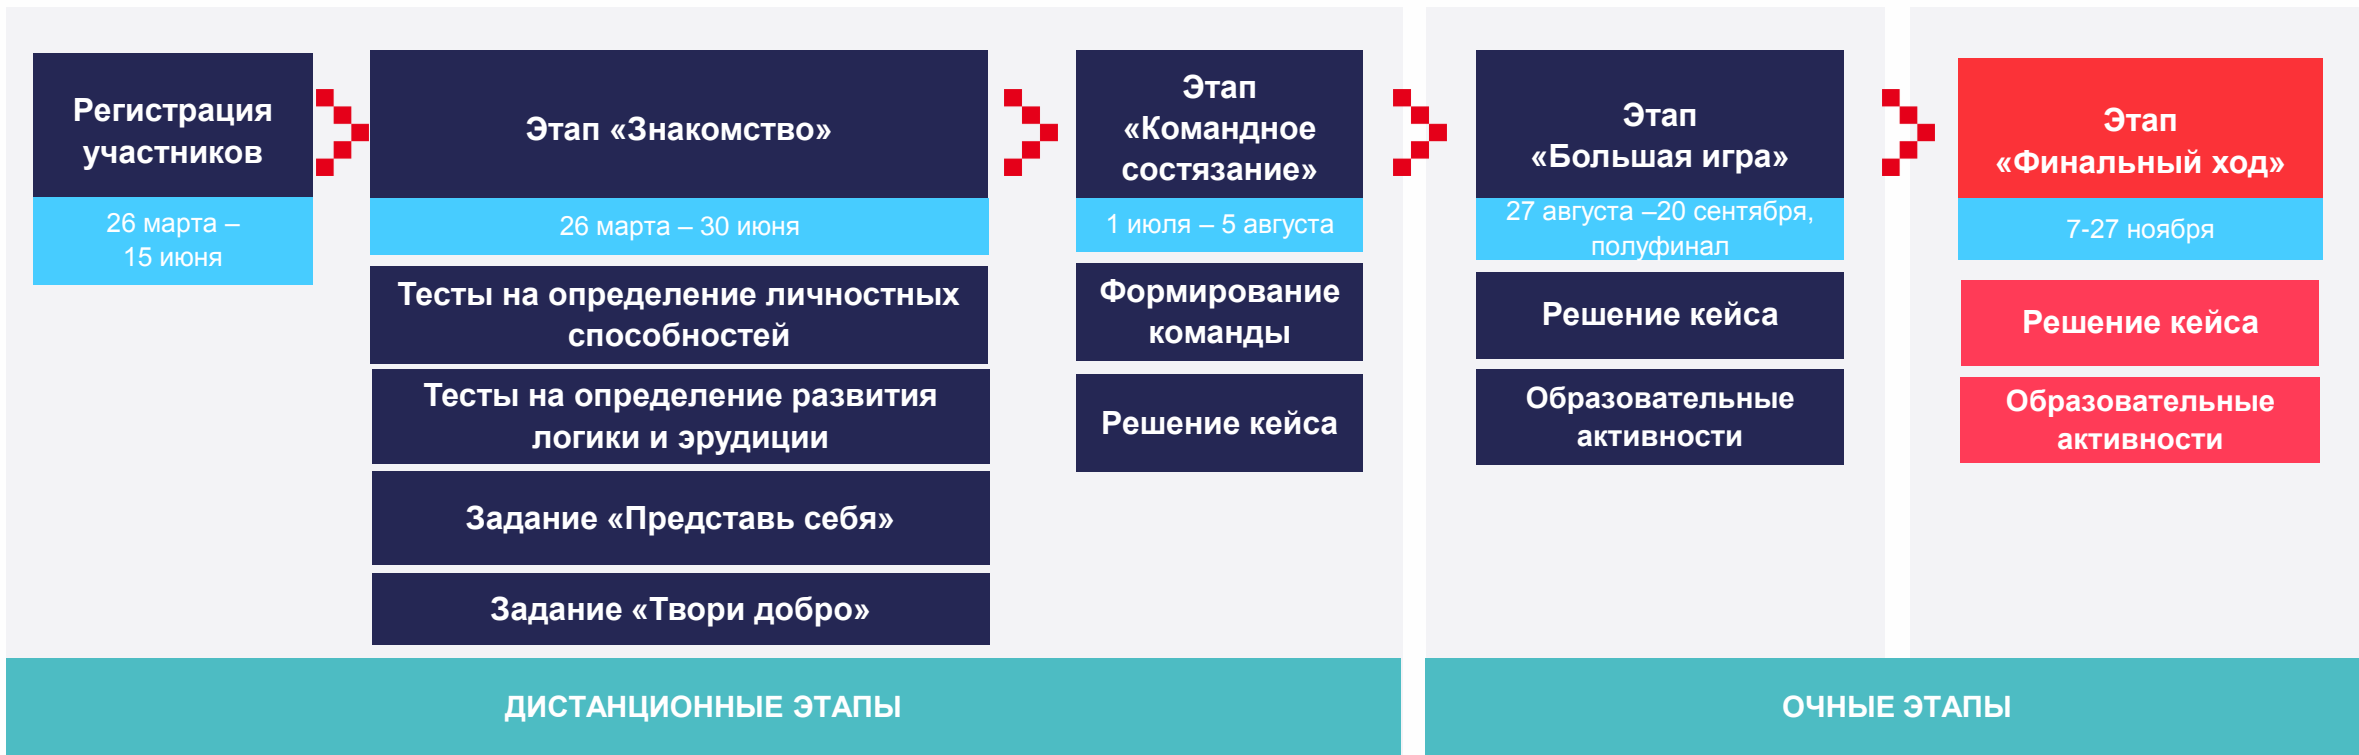 Регистрация
участников
26 марта –
15 июня
Этап «Знакомство»
26 марта – 30 июня
Тесты на определение личностных
способностей
Тесты на определение развития
логики и эрудиции
Задание «Представь себя»
Задание «Твори добро»
Этап
«Командное
состязание»
1 июля – 5 августа
Формирование
команды
Решение кейса
Этап
«Большая игра»
27 августа –20 сентября,
полуфинал
Решение кейса
Образовательные
активности
Этап
«Финальный ход»
7-27 ноября
Решение кейса
Образовательные
активности
ДИСТАНЦИОННЫЕ ЭТАПЫ
ОЧНЫЕ ЭТАПЫ